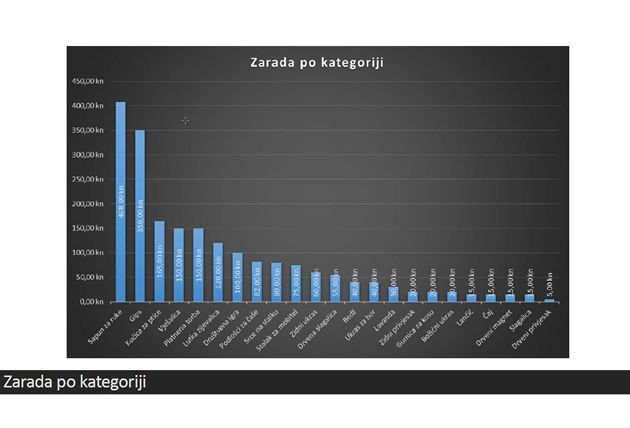 Zarada po kategoriji
450,00 kn
400,00 kn
350,00 kn
300,00 kn
250,00 kn
200,00 kn
150,00 kn
100,00 kn
50,00 kn
0,00 kn
408,00 kn
350,00 kn
165,00 kn
150,00 kn
150,00 kn
120,00 kn
100,00 kn
82,00 kn
80,00 kn
75,00 kn
60,00 kn
55,00 kn
40,00 kn
40,00 kn
30,00 kn
20,00 kn
20,00 kn
20,00 kn
15,00 kn
15,00 kn
15,00 kn
15,00 kn
5,00 kn
Sapun za ruke
Gips
Kućica za ptice
Vješalica
Platnena torba
Lutka zijevalica
Društvena igra
Podlošci za čaše
Srce na stalku
Stalak za mobitel
Zidni ukras
Drvena slagalica
Bedž
Ukras za bor
Lavanda
Zidni privjesak
Gumica za kosu
Božićni ukras
Lančić
Čaj
Drveni magnet
Slagalica
Drveni privjesak
Zarada po kategoriji